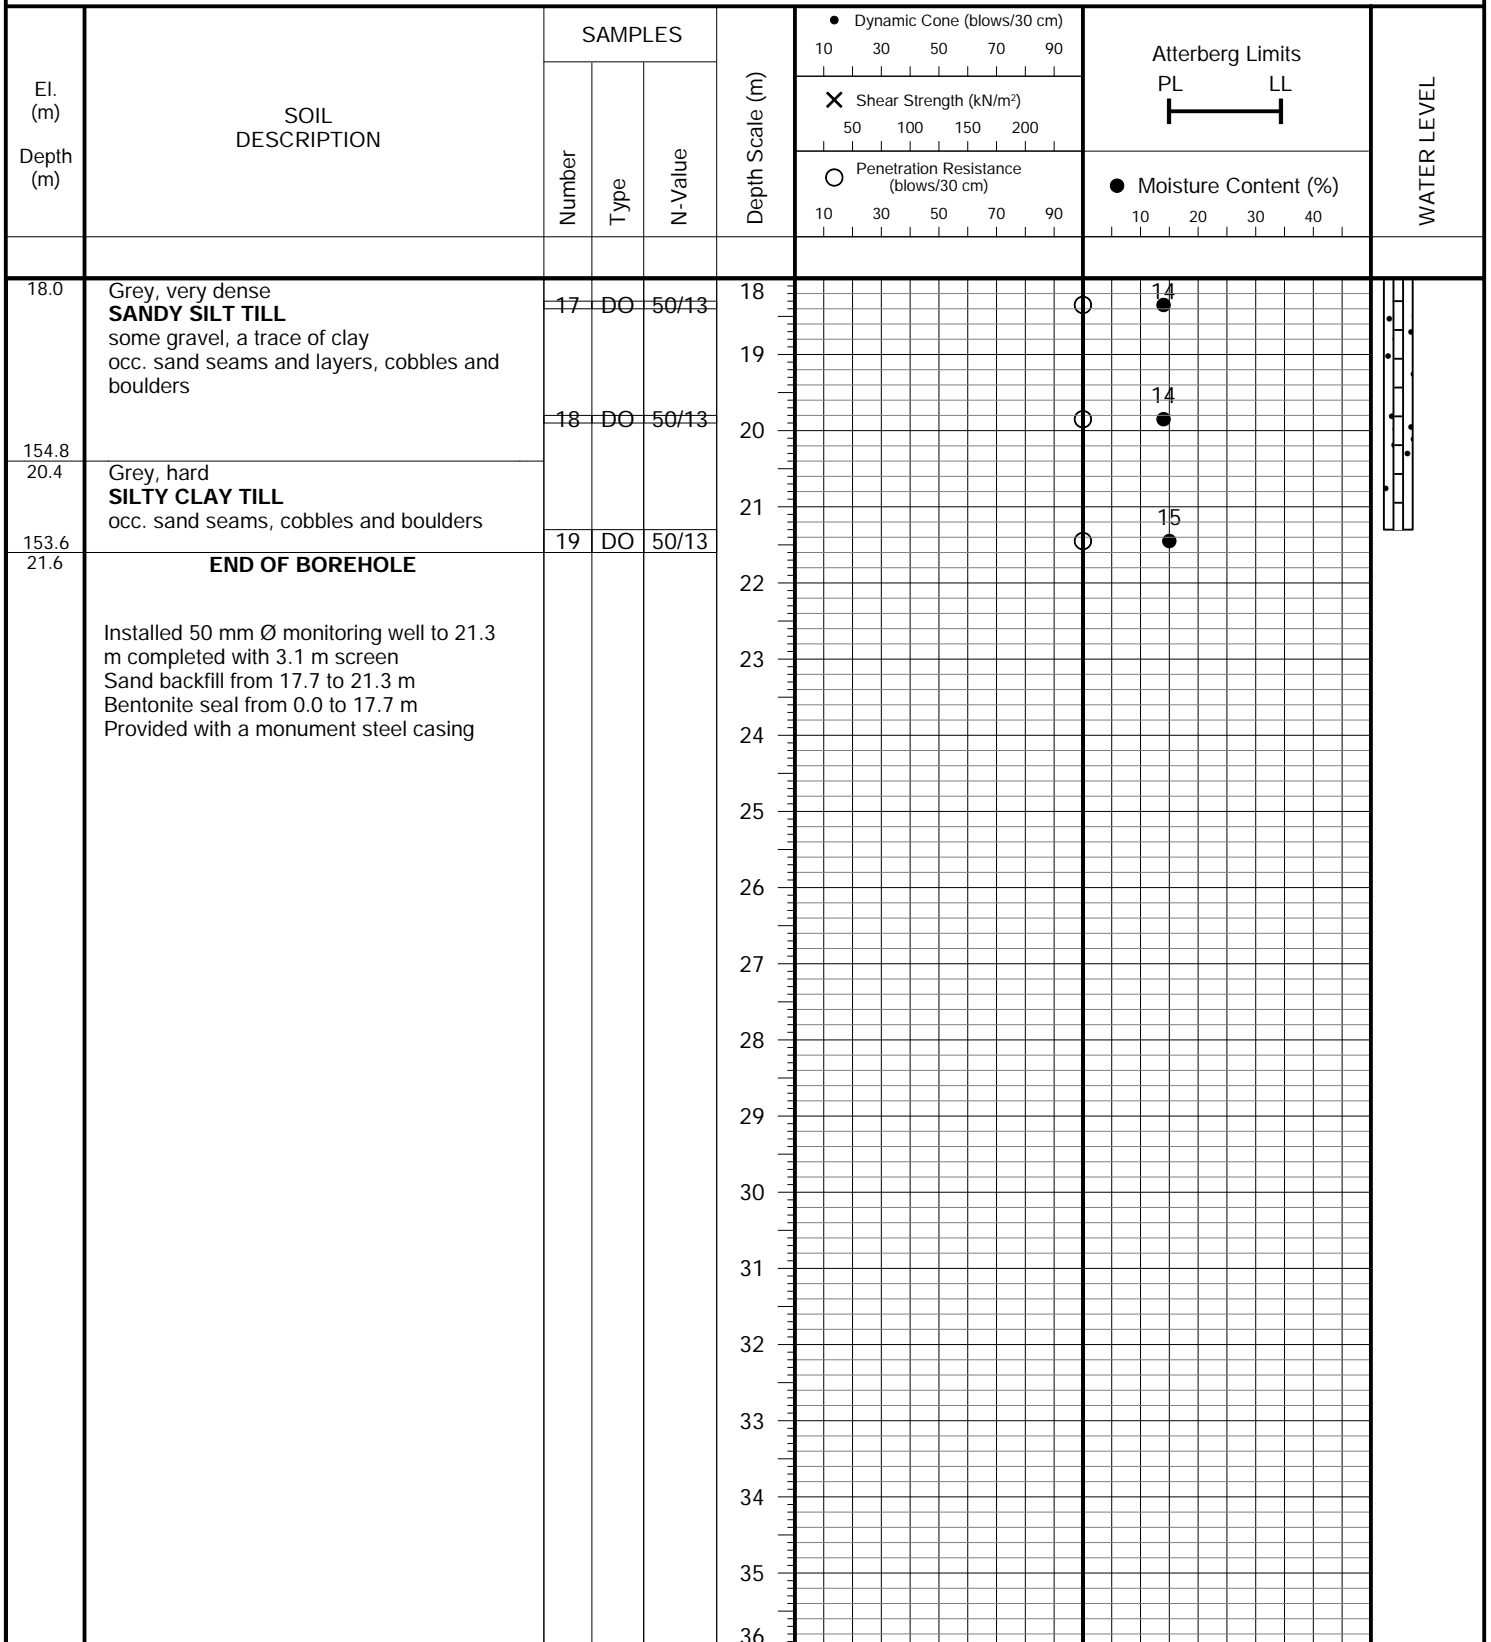 El.
(m)
Depth
(m)
SOIL
DESCRIPTION
SAMPLES
Number
Type
N-Value
Depth Scale (m)
Dynamic Cone (blows/30 cm)
10 30 50 70 90
Shear Strength (kN/m²)
50 100 150 200
Penetration Resistance
(blows/30 cm)
10 30 50 70 90
Atterberg Limits
PL LL
Moisture Content (%)
10 20 30 40
WATER LEVEL
18.0
Grey, very dense
SANDY SILT TILL
some gravel, a trace of clay
occ. sand seams and layers, cobbles and
boulders
17 DO 50/13
18
14
19
18 DO 50/13
14
20
154.8
20.4
Grey, hard
SILTY CLAY TILL
occ. sand seams, cobbles and boulders
21
15
153.6
19 DO 50/13
21.6
END OF BOREHOLE
22
Installed 50 mm Ø monitoring well to 21.3
m completed with 3.1 m screen
Sand backfill from 17.7 to 21.3 m
Bentonite seal from 0.0 to 17.7 m
Provided with a monument steel casing
23
24
25
26
27
28
29
30
31
32
33
34
35
36